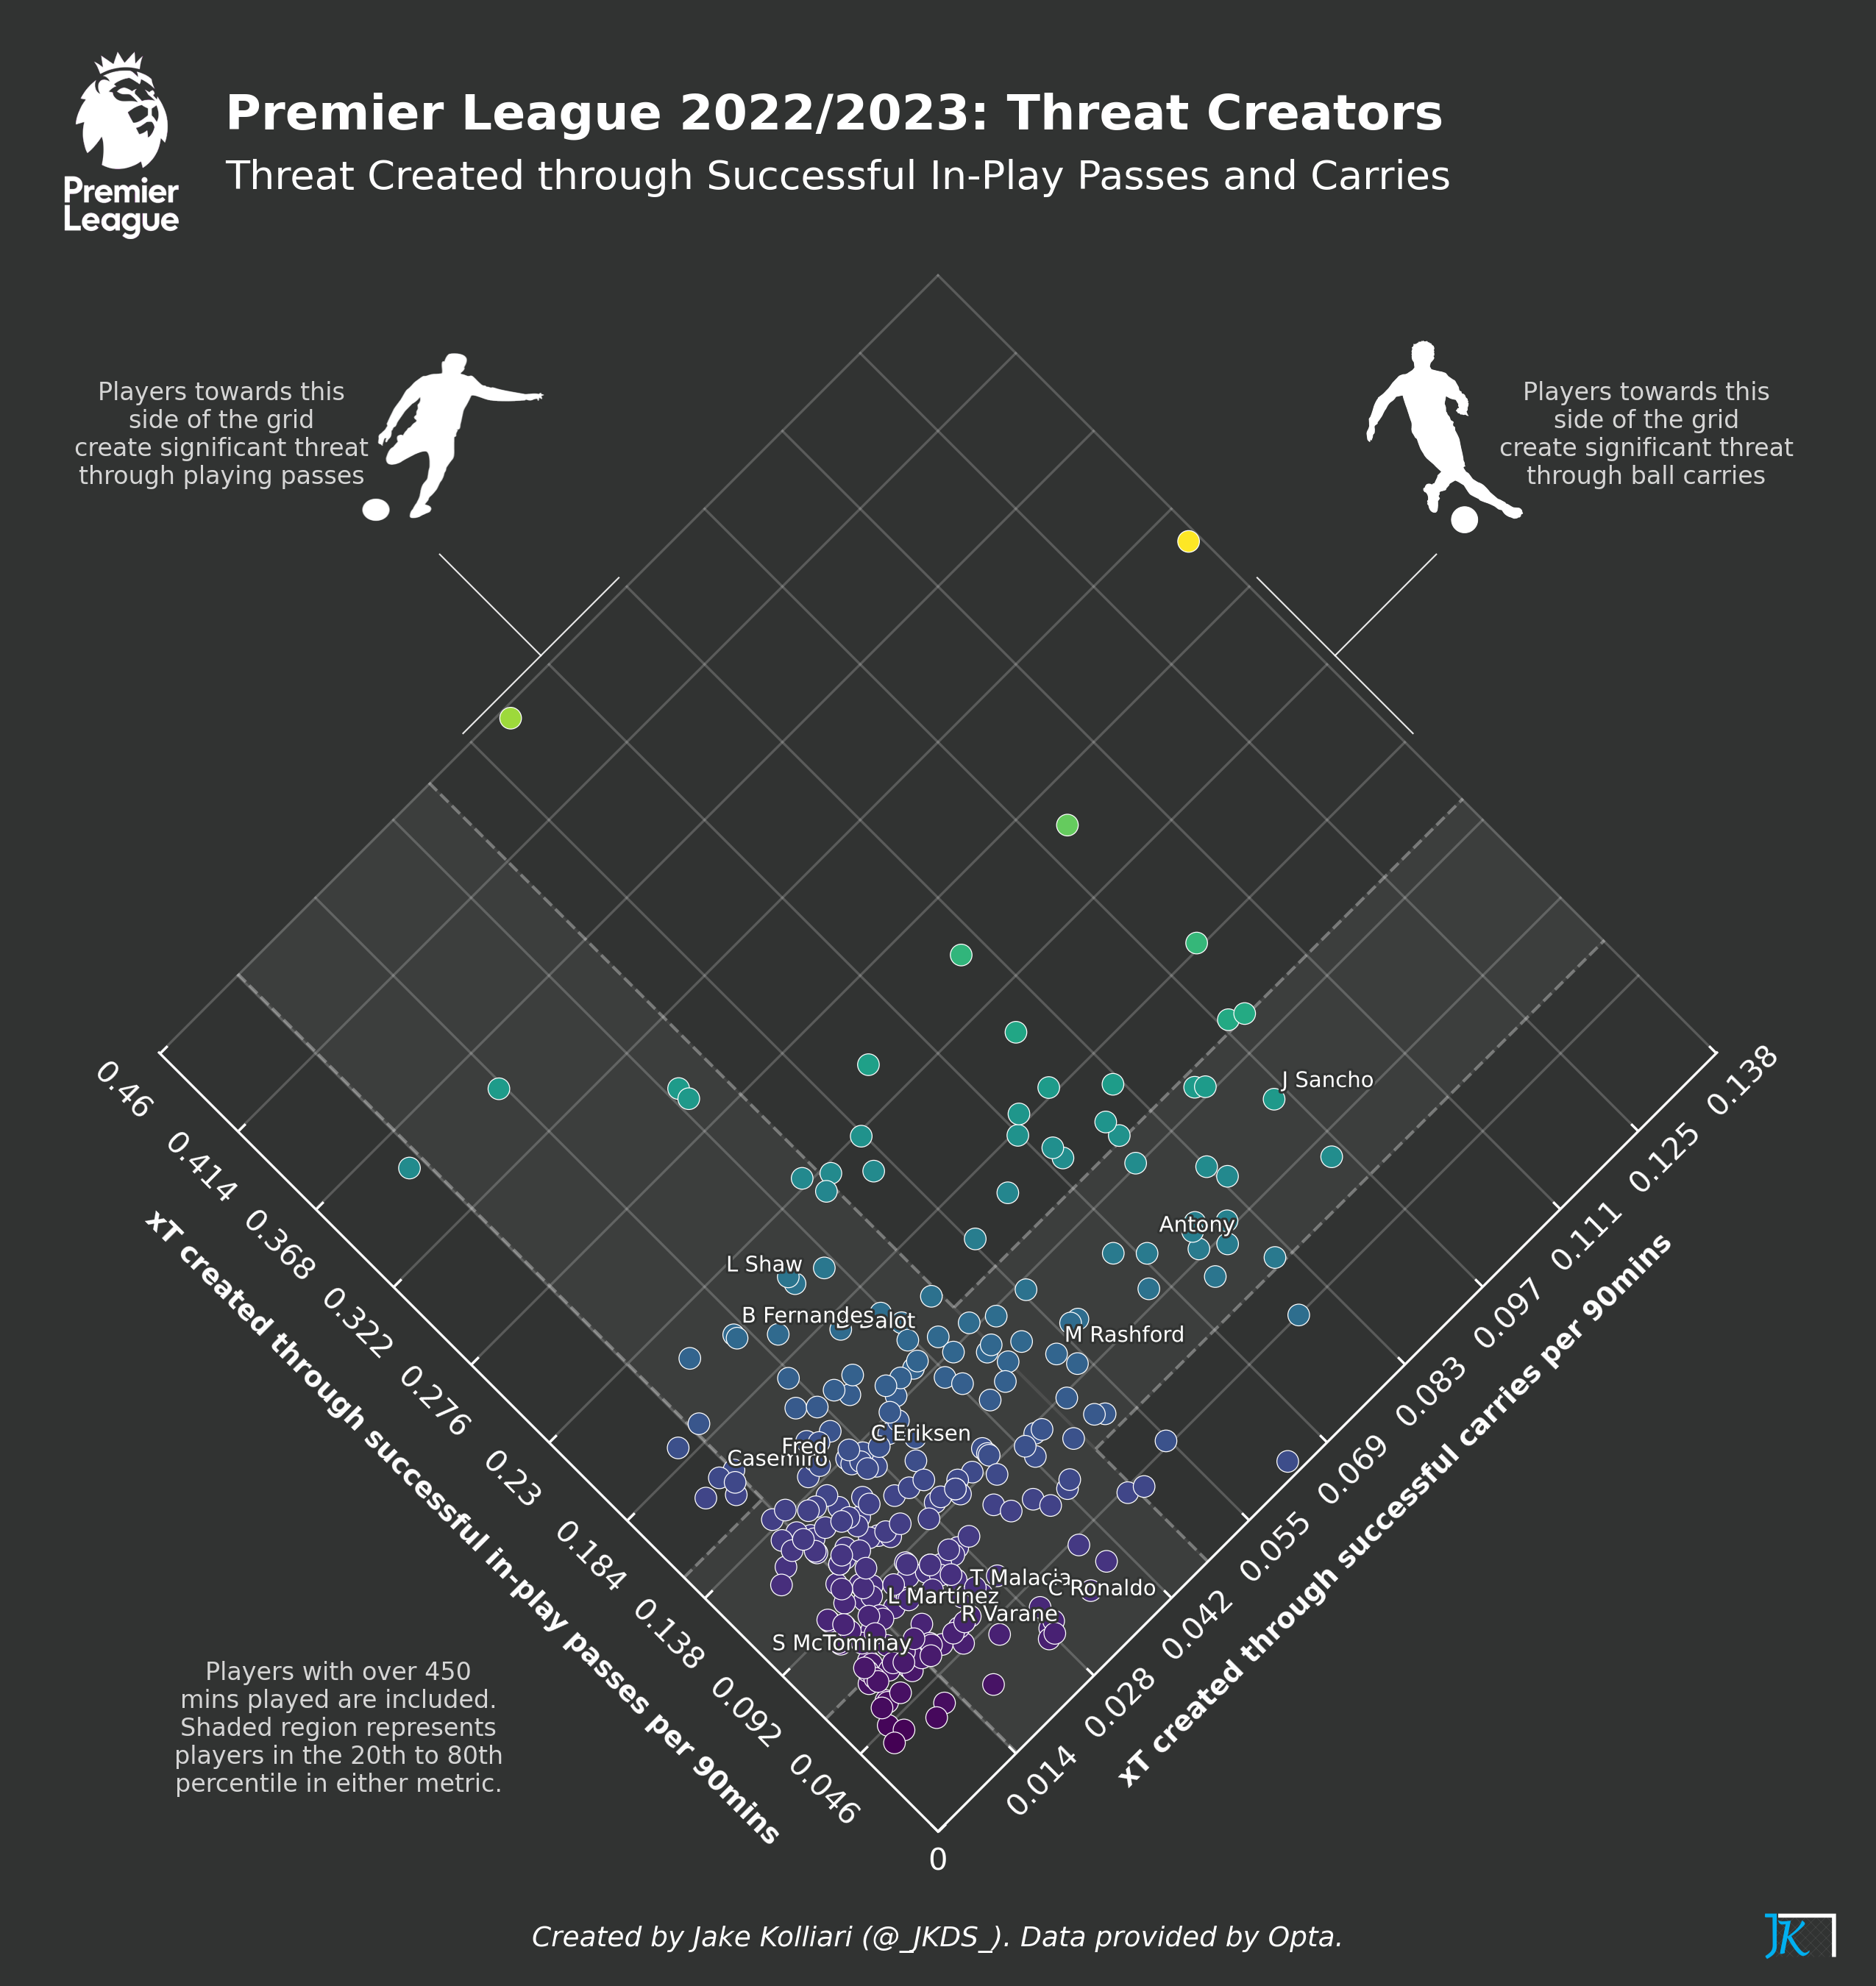 Premier League 2022/2023: Threat Creators
Threat Created through Successful In-Play Passes and Carries
Premier
League
Players towards this
side of the grid
create significant threat
through playing passes
Players towards this
side of the grid
create significant threat
through ball carries
J Sancho
Antony
L Shaw
B Fernandes
D Dalot
M Rashford
C Eriksen
Fred
Casemiro
T Malacia
C Ronaldo
L Martinez
R Varane
S McTominay
0.46
0.414
0.368
0.322
0.276
0.23
0.184
0.138
0.092
0.046
0
0.014
0.028
0.042
0.055
0.069
0.083
0.097
0.111
0.125
0.138
xT created through successful in-play passes per 90mins
xT created through successful carries per 90mins
Players with over 450
mins played are included.
Shaded region represents
players in the 20th to 80th
percentile in either metric.
Created by Jake Kolliari (@_JKDS_). Data provided by Opta.
JK